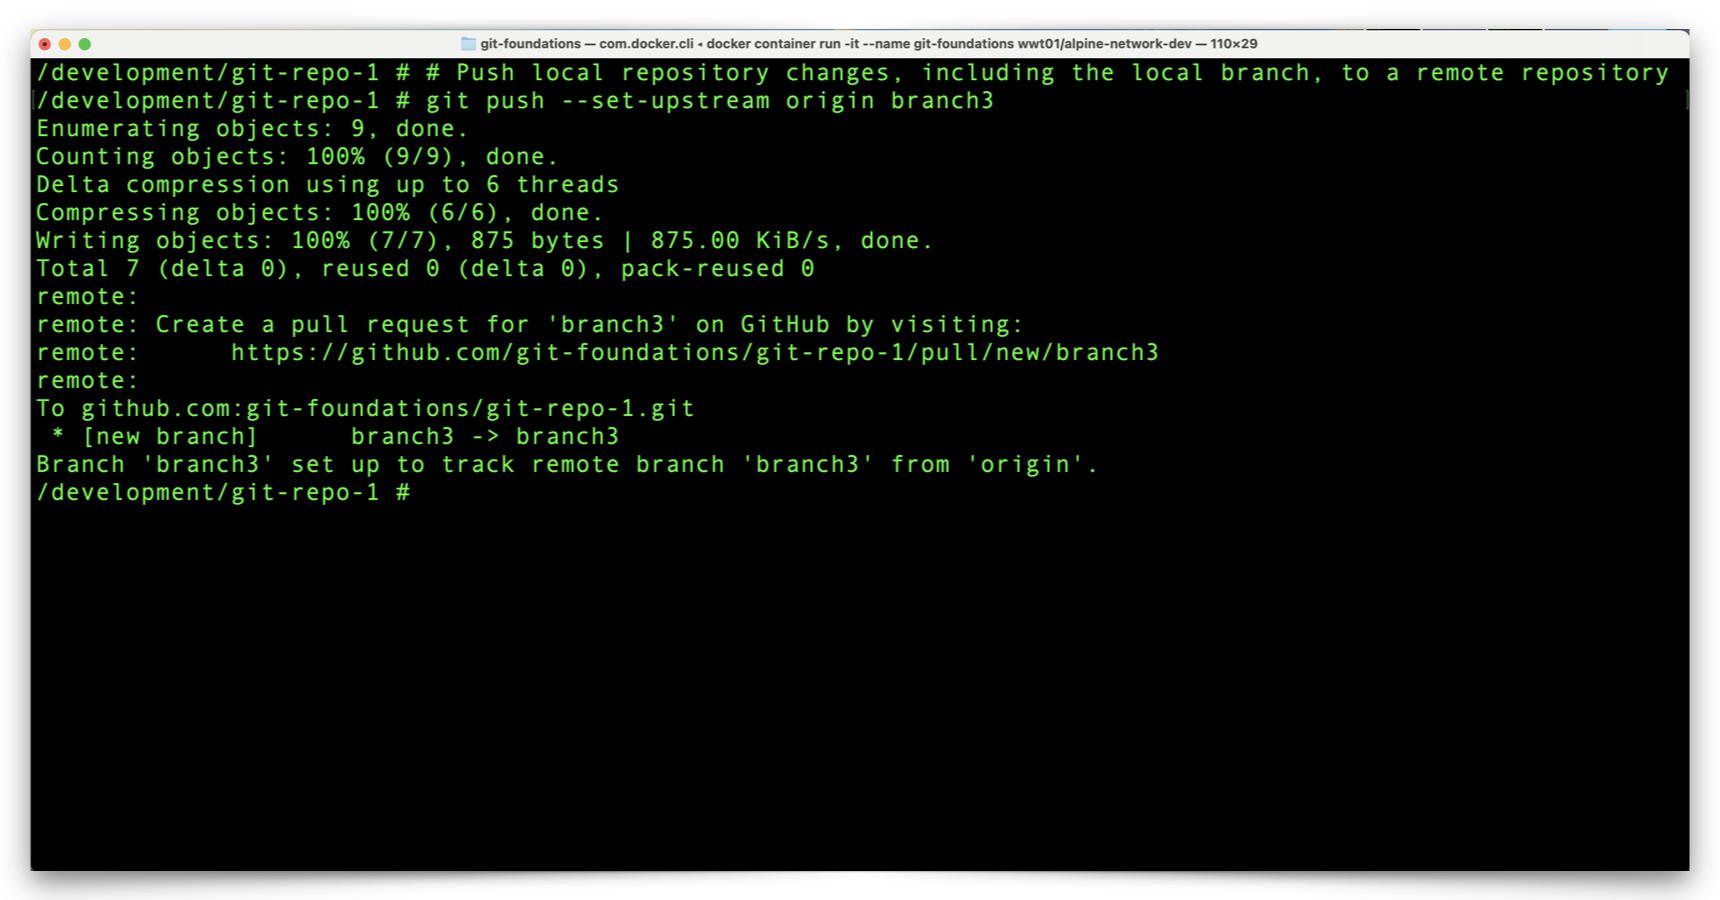 git-foundations — com.docker.cli ◂ docker container run -it --name git-foundations wwt01/alpine-network-dev — 110×29
/development/git-repo-1 # # Push local repository changes, including the local branch, to a remote repository
/development/git-repo-1 # git push --set-upstream origin branch3
Enumerating objects: 9, done.
Counting objects: 100% (9/9), done.
Delta compression using up to 6 threads
Compressing objects: 100% (6/6), done.
Writing objects: 100% (7/7), 875 bytes | 875.00 KiB/s, done.
Total 7 (delta 0), reused 0 (delta 0), pack-reused 0
remote:
remote: Create a pull request for 'branch3' on GitHub by visiting:
remote:      https://github.com/git-foundations/git-repo-1/pull/new/branch3
remote:
To github.com:git-foundations/git-repo-1.git
 * [new branch]      branch3 -> branch3
Branch 'branch3' set up to track remote branch 'branch3' from 'origin'.
/development/git-repo-1 #